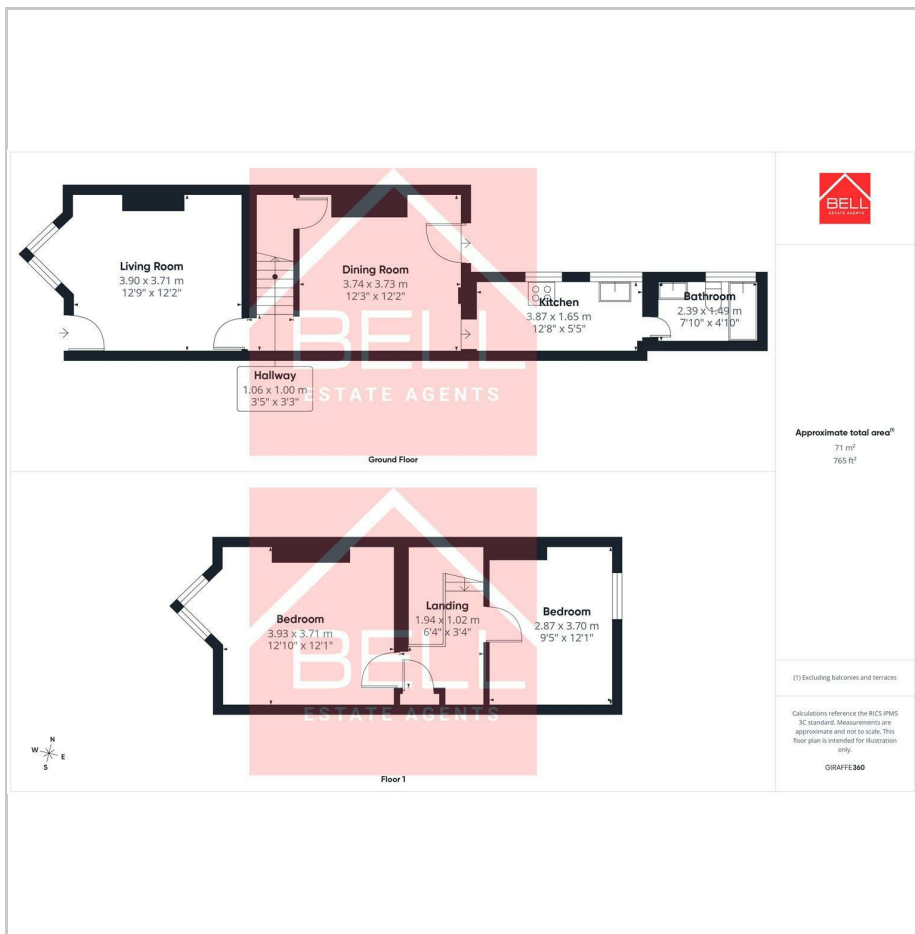 Living Room
3.90 x 3.71 m
12'9" x 12'2"
Dining Room
3.74 x 3.73 m
12'3" x 12'2"
Kitchen
3.87 x 1.65 m
12'8" x 5'5"
Bathroom
2.39 x 1.49 m
7'10" x 4'10"
Hallway
1.06 x 1.00 m
3'5" x 3'3"
BELL
ESTATE AGENTS
Ground Floor
Bedroom
3.93 x 3.71 m
12'10" x 12'1"
Landing
1.94 x 1.02 m
6'4" x 3'4"
Bedroom
2.87 x 3.70 m
9'5" x 12'1"
BELL
ESTATE AGENTS
Floor 1
N
W E
S
BELL
ESTATE AGENTS
Approximate total area(1)
71 m²
765 ft²
(1) Excluding balconies and terraces
Calculations reference the RICS IPMS
3C standard. Measurements are
approximate and not to scale. This
floor plan is intended for illustration
only.
GIRAFFE360